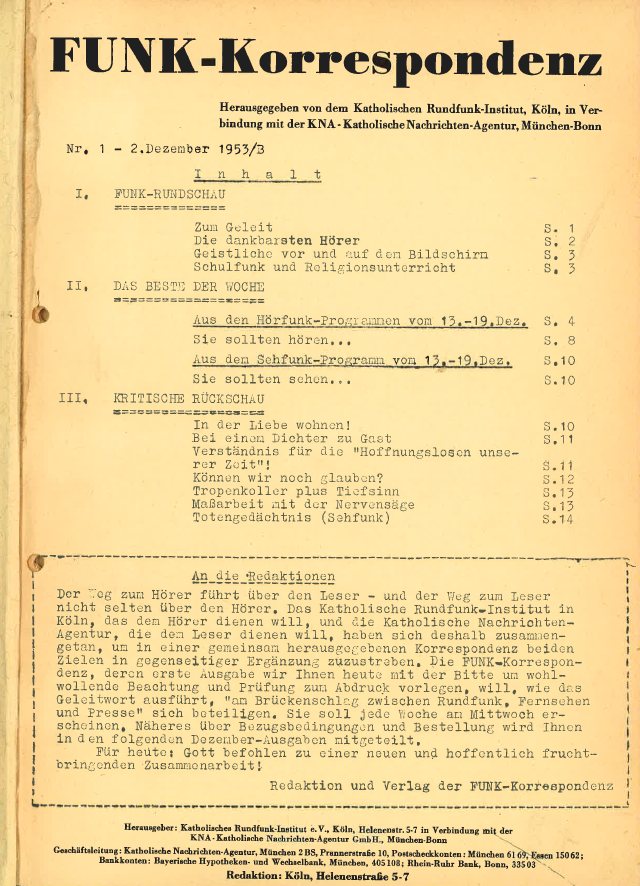 FUNK-Korrespondenz
Herausgegeben von dem Katholischen Rundfunk-Institut, Köln, in Ver-
bindung mit der KNA - Katholische Nachrichten-Agentur, München-Bonn
Nr. 1 - 2.Dezember 1953/B
I n h a l t
I. FUNK-RUNDSCHAU
==============
Zum Geleit S. 1
Die dankbarsten Hörer S. 2
Geistliche vor und auf dem Bildschirm S. 3
Schulfunk und Religionsunterricht S. 3
II. DAS BESTE DER WOCHE
===================
Aus den Hörfunk-Programmen vom 13.-19.Dez. S. 4
Sie sollten hören... S. 8
Aus dem Sehfunk-Programm vom 13.-19.Dez. S.10
Sie sollten sehen... S.10
III. KRITISCHE RÜCKSCHAU
===================
In der Liebe wohnen! S.10
Bei einem Dichter zu Gast S.11
Verständnis für die "Hoffnungslosen unse-
rer Zeit"! S.11
Können wir noch glauben? S.12
Tropenkoller plus Tiefsinn S.13
Maßarbeit mit der Nervensäge S.13
Totengedächtnis (Sehfunk) S.14
An die Redaktionen
Der Weg zum Hörer führt über den Leser - und der Weg zum Leser
nicht selten über den Hörer. Das Katholische Rundfunk-Institut in
Köln, das dem Hörer dienen will, und die Katholische Nachrichten-
Agentur, die dem Leser dienen will, haben sich deshalb zusammen-
getan, um in einer gemeinsam herausgegebenen Korrespondenz beiden
Zielen in gegenseitiger Ergänzung zuzustreben. Die FUNK-Korrespon-
denz, deren erste Ausgabe wir Ihnen heute mit der Bitte um wohl-
wollende Beachtung und Prüfung zum Abdruck vorlegen, will, wie das
Geleitwort ausführt, "am Brückenschlag zwischen Rundfunk, Fernsehen
und Presse" sich beteiligen. Sie soll jede Woche am Mittwoch er-
scheinen. Näheres über Bezugsbedingungen und Bestellung wird Ihnen
in den folgenden Dezember-Ausgaben mitgeteilt.
Für heute: Gott befohlen zu einer neuen und hoffentlich frucht-
bringenden Zusammenarbeit!
Redaktion und Verlag der FUNK-Korrespondenz
Herausgeber: Katholisches Rundfunk-Institut e.V., Köln, Helenenstr. 5-7 in Verbindung mit der
KNA-Katholische Nachrichten-Agentur GmbH., München-Bonn
Geschäftsleitung: Katholische Nachrichten-Agentur, München 2 BS, Prannerstraße 10, Postscheckkonten: München 61 69, Essen 150 62;
Bankkonten: Bayerische Hypotheken- und Wechselbank, München, 405108; Rhein-Ruhr Bank, Bonn, 33503
Redaktion: Köln, Helenenstraße 5-7